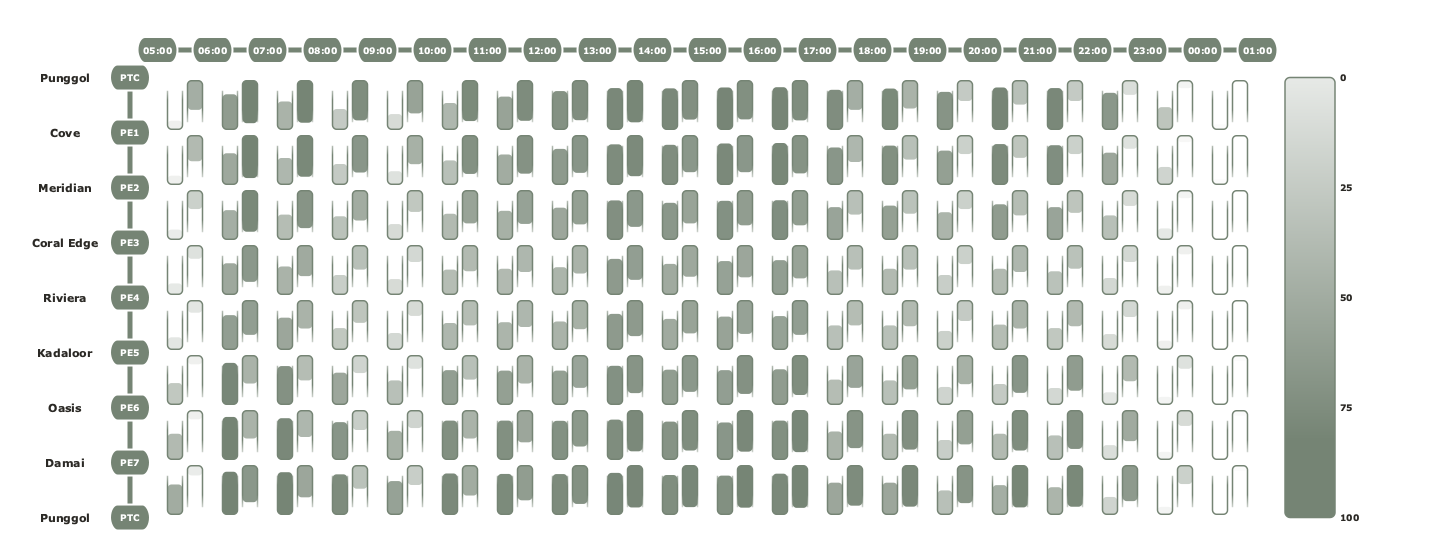 05:00 06:00 07:00 08:00 09:00 10:00 11:00 12:00 13:00 14:00 15:00 16:00 17:00 18:00 19:00 20:00 21:00 22:00 23:00 00:00 01:00
Punggol PTC 0
Cove PE1
Meridian PE2 25
Coral Edge PE3
Riviera PE4 50
Kadaloor PE5
Oasis PE6 75
Damai PE7
Punggol PTC 100